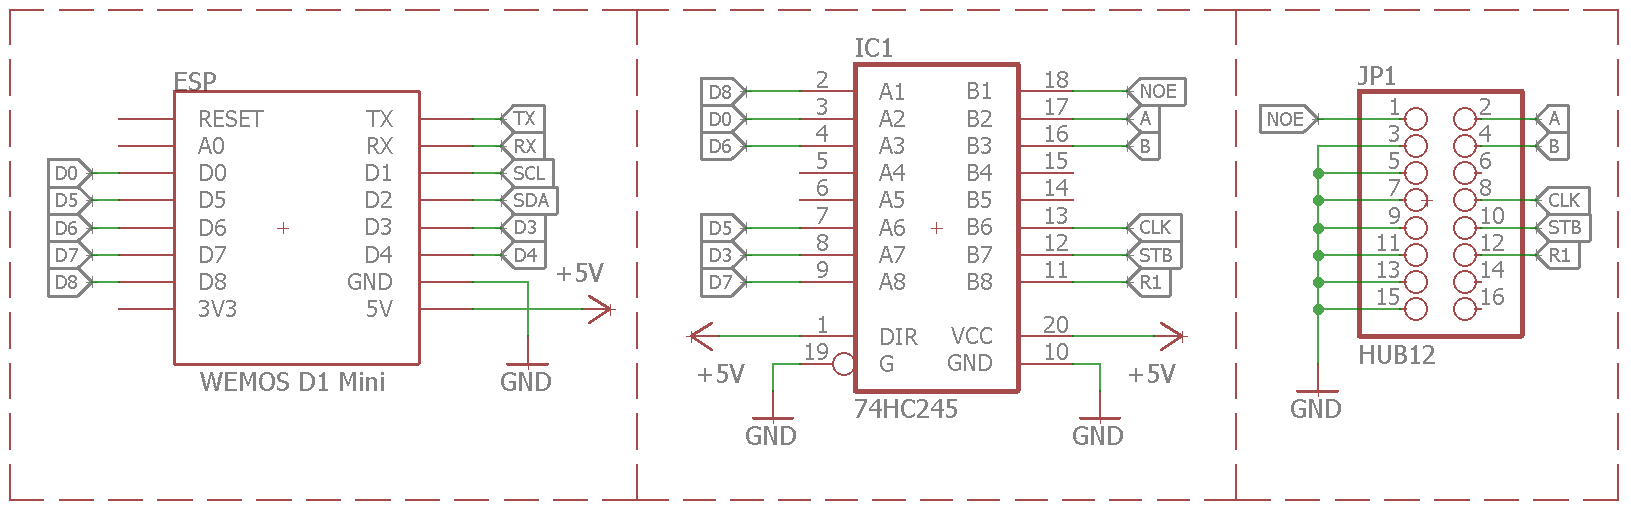 ESP
RESET TX TX
A0 RX RX
D0 D0 D1 SCL
D5 D5 D2 SDA
D6 D6 D3 D3
D7 D7 D4 D4
D8 D8 GND
3V3 5V
+5V
WEMOS D1 Mini
GND
IC1
D8 2 A1 B1 18 NOE
D0 3 A2 B2 17 A
D6 4 A3 B3 16 B
5 A4 B4 15
6 A5 B5 14
D5 7 A6 B6 13 CLK
D3 8 A7 B7 12 STB
D7 9 A8 B8 11 R1
1 DIR VCC 20
19 G GND 10
+5V
+5V
74HC245
GND
GND
JP1
NOE 1 2 A
3 4 B
5 6
7 8 CLK
9 10 STB
11 12 R1
13 14
15 16
HUB12
GND